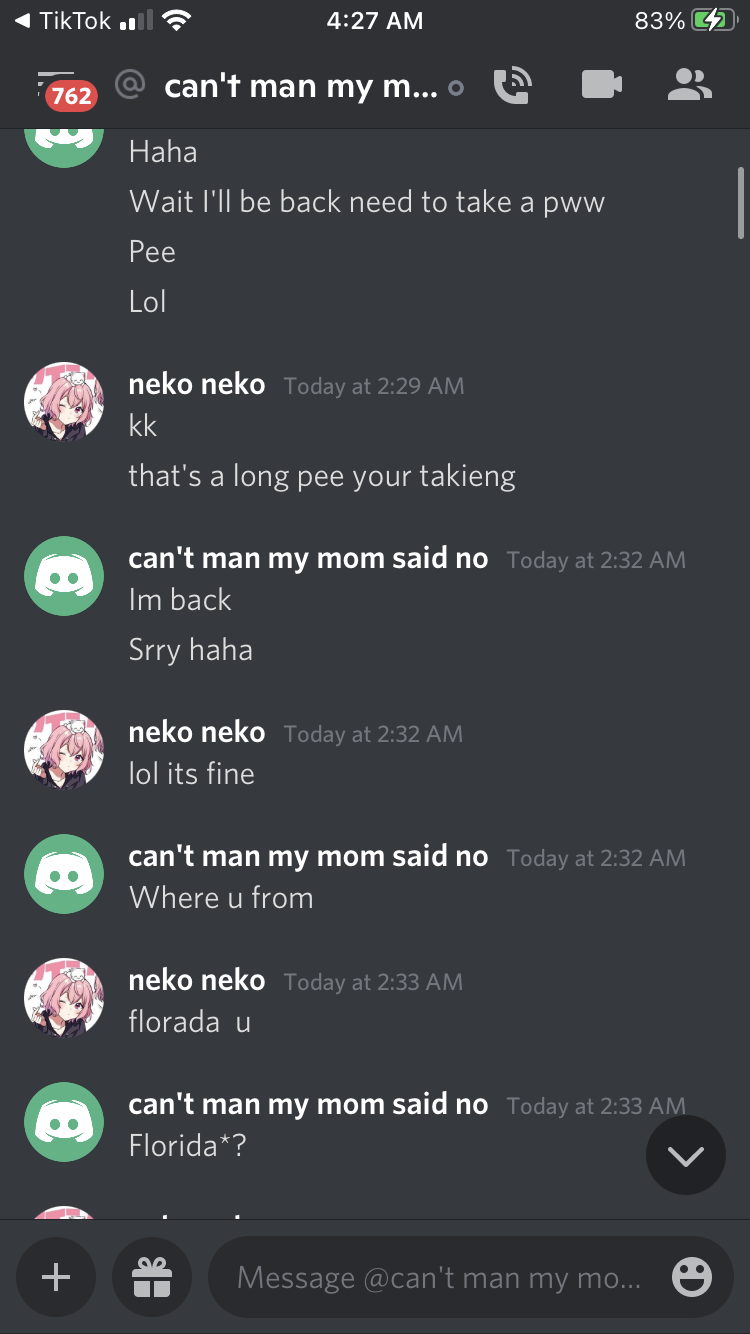 TikTok 4:27 AM 83%
762 @ can't man my m...
Haha
Wait I'll be back need to take a pww
Pee
Lol
neko neko Today at 2:29 AM
kk
that's a long pee your takieng
can't man my mom said no Today at 2:32 AM
Im back
Srry haha
neko neko Today at 2:32 AM
lol its fine
can't man my mom said no Today at 2:32 AM
Where u from
neko neko Today at 2:33 AM
florada u
can't man my mom said no Today at 2:33 AM
Florida*?
Message @can't man my mo...